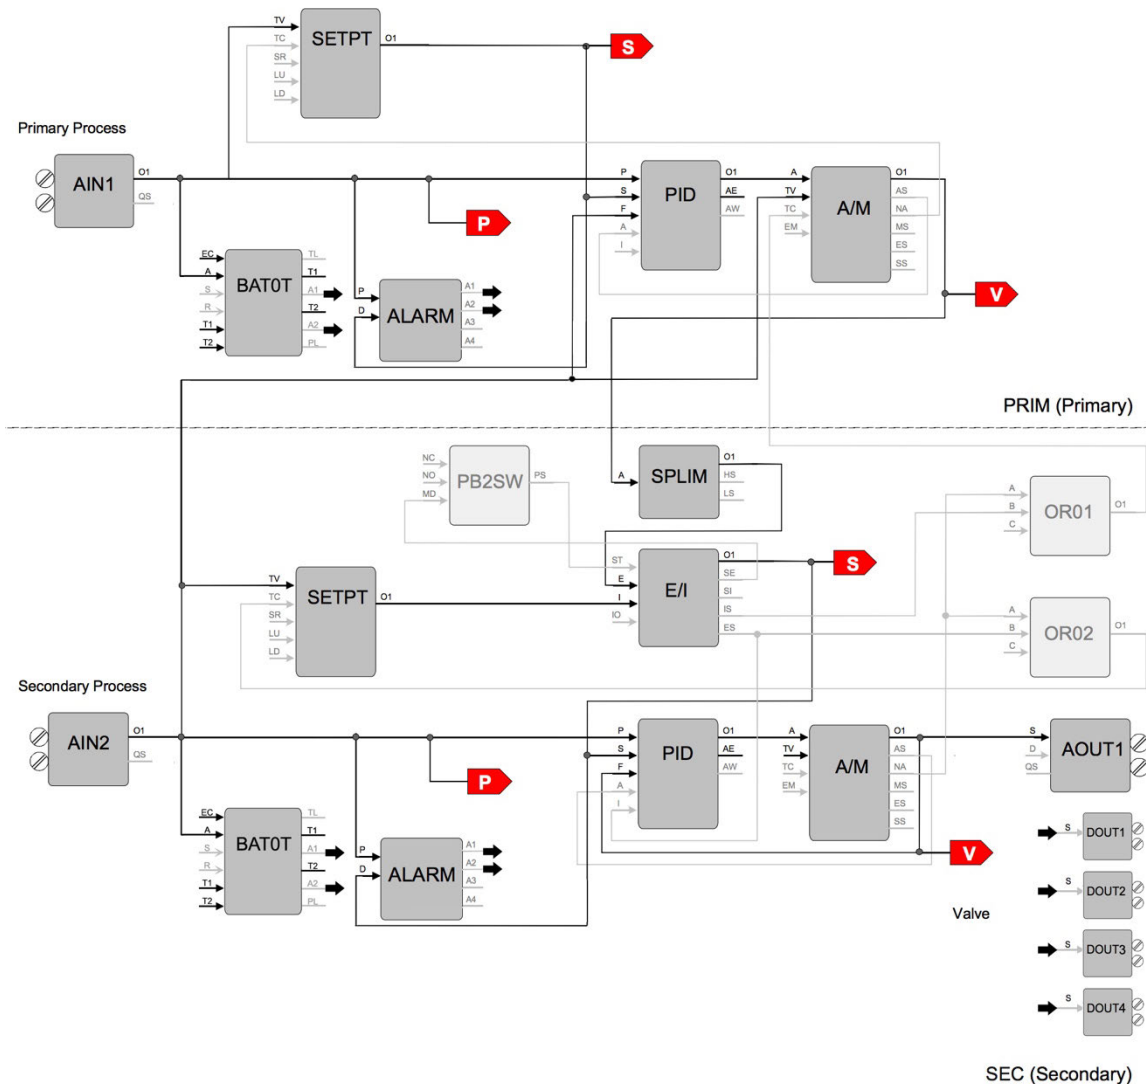 TV
TC
SR
LU
LD
SETPT
O1
S
Primary Process
AIN1
O1
QS
P
S
F
A
I
PID
O1
AE
AW
A
TV
TC
EM
A/M
O1
AS
NA
MS
ES
SS
P
V
EC
A
S
R
T1
T2
BAT0T
TL
T1
A1
T2
A2
PL
P
D
ALARM
A1
A2
A3
A4
PRIM (Primary)
NC
NO
MD
PB2SW
PS
A
SPLIM
O1
HS
LS
A
B
C
OR01
O1
TV
TC
SR
LU
LD
SETPT
O1
ST
E
I
IO
E/I
O1
SE
SI
IS
ES
S
A
B
C
OR02
O1
Secondary Process
AIN2
O1
QS
P
S
F
A
I
PID
O1
AE
AW
A
TV
TC
EM
A/M
O1
AS
NA
MS
ES
SS
S
D
QS
AOUT1
P
V
EC
A
S
R
T1
T2
BAT0T
TL
T1
A1
T2
A2
PL
P
D
ALARM
A1
A2
A3
A4
S
DOUT1
S
DOUT2
Valve
S
DOUT3
S
DOUT4
SEC (Secondary)